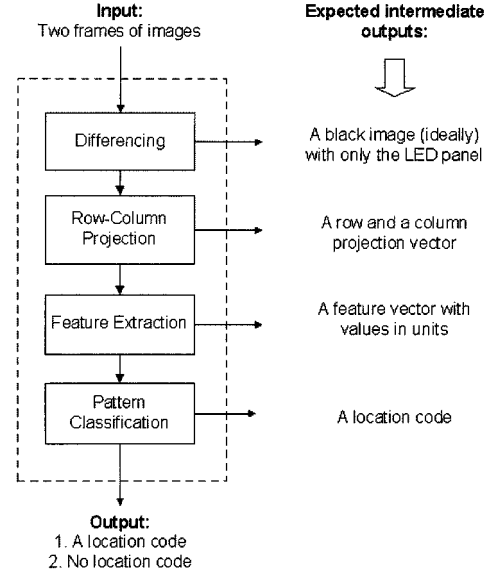 Input:
Two frames of images
Expected intermediate
outputs:
Differencing
A black image (ideally)
with only the LED panel
Row-Column
Projection
A row and a column
projection vector
Feature Extraction
A feature vector with
values in units
Pattern
Classification
A location code
Output:
1. A location code
2. No location code